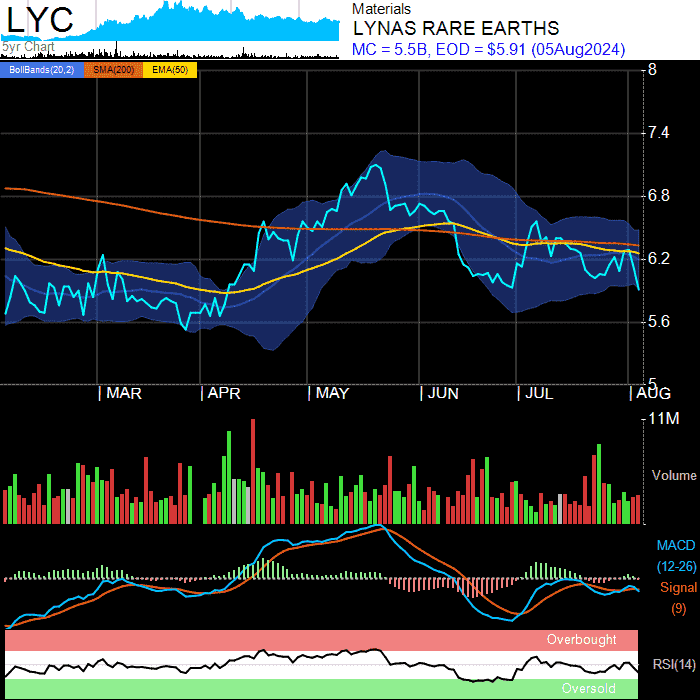 LYC
5yr Chart
Materials
LYNAS RARE EARTHS
MC = 5.5B, EOD = $5.91 (05Aug2024)
BollBands(20,2) SMA(200) EMA(50)
8
7.4
6.8
6.2
5.6
5
MAR APR MAY JUN JUL AUG
11M
Volume
MACD
(12-26)
Signal
(9)
Overbought
RSI(14)
Oversold